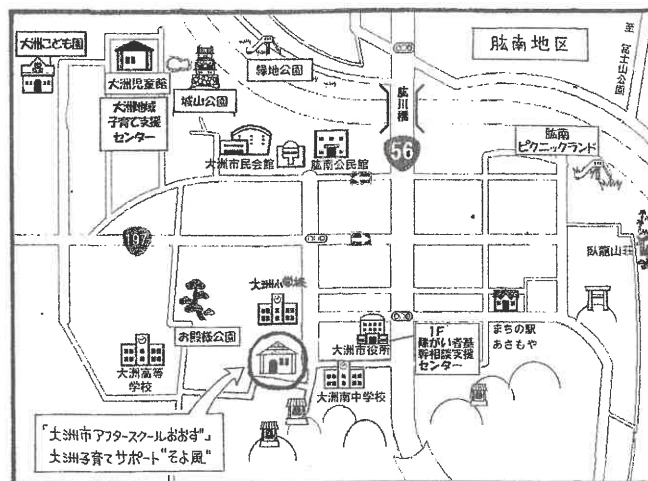 大洲こども園
大洲児童館
大洲地域
子育て支援
センター
城山公園
緑地公園
肱南地区
至
冨士山公園
肱川橋
肱南
ピクニックランド
大洲市民会館
肱南公民館
56
197
臥龍山荘
大洲小学校
お殿様公園
大洲高等
学校
大洲市役所
1F
障がい者基
幹相談支援
センター
まちの駅
あさもや
大洲南中学校
「大洲市アフタースクールおおず」
大洲子育てサポート"そよ風"